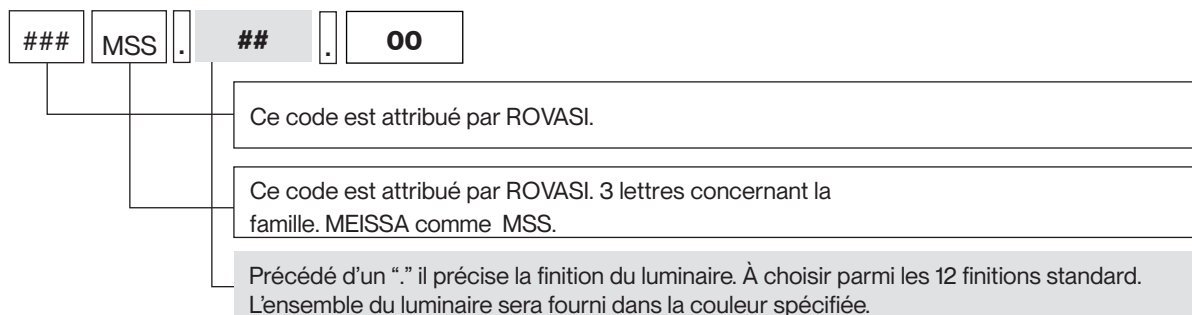 ### MSS . ## . 00
Ce code est attribué par ROVASI.
Ce code est attribué par ROVASI. 3 lettres concernant la
famille. MEISSA comme MSS.
Précédé d’un “.” il précise la finition du luminaire. À choisir parmi les 12 finitions standard.
L’ensemble du luminaire sera fourni dans la couleur spécifiée.